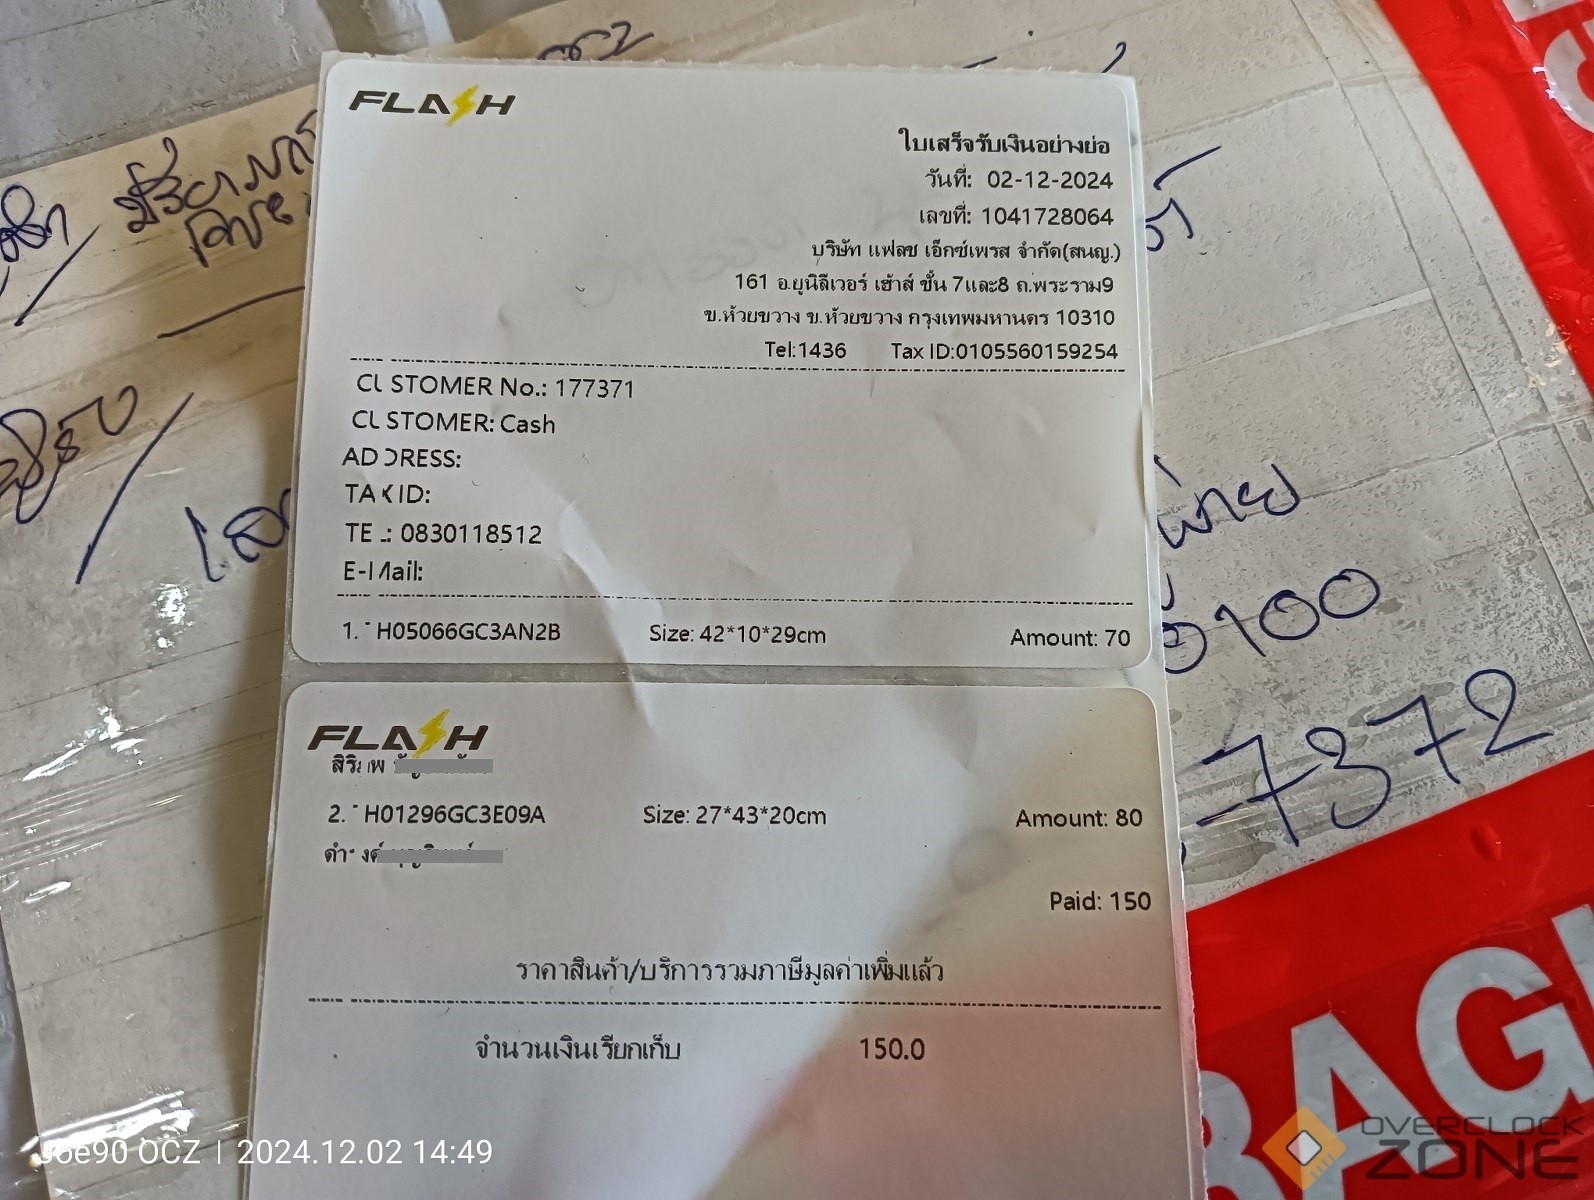 FLASH
ใบเสร็จรับเงินอย่างย่อ
วันที่: 02-12-2024
เลขที่: 1041728064
บริษัท แฟลช เอ็กซ์เพรส จำกัด(สนญ.)
161 อ.ยูนิลีเวอร์ เฮ้าส์ ชั้น 7และ8 ถ.พระราม9
ข.ห้วยขวาง ข.ห้วยขวาง กรุงเทพมหานคร 10310
Tel:1436 Tax ID:0105560159254
CUSTOMER No.: 177371
CUSTOMER: Cash
ADDRESS:
TAX ID:
TEL: 0830118512
E-Mail:
1. TH05066GC3AN2B Size: 42*10*29cm Amount: 70
FLASH
2. TH01296GC3E09A Size: 27*43*20cm Amount: 80
Paid: 150
ราคาสินค้า/บริการรวมภาษีมูลค่าเพิ่มแล้ว
จำนวนเงินเรียกเก็บ 150.0
100
-7372
RAGI
Joe90 OCZ | 2024.12.02 14:49
OVERCLOCK
ZONE